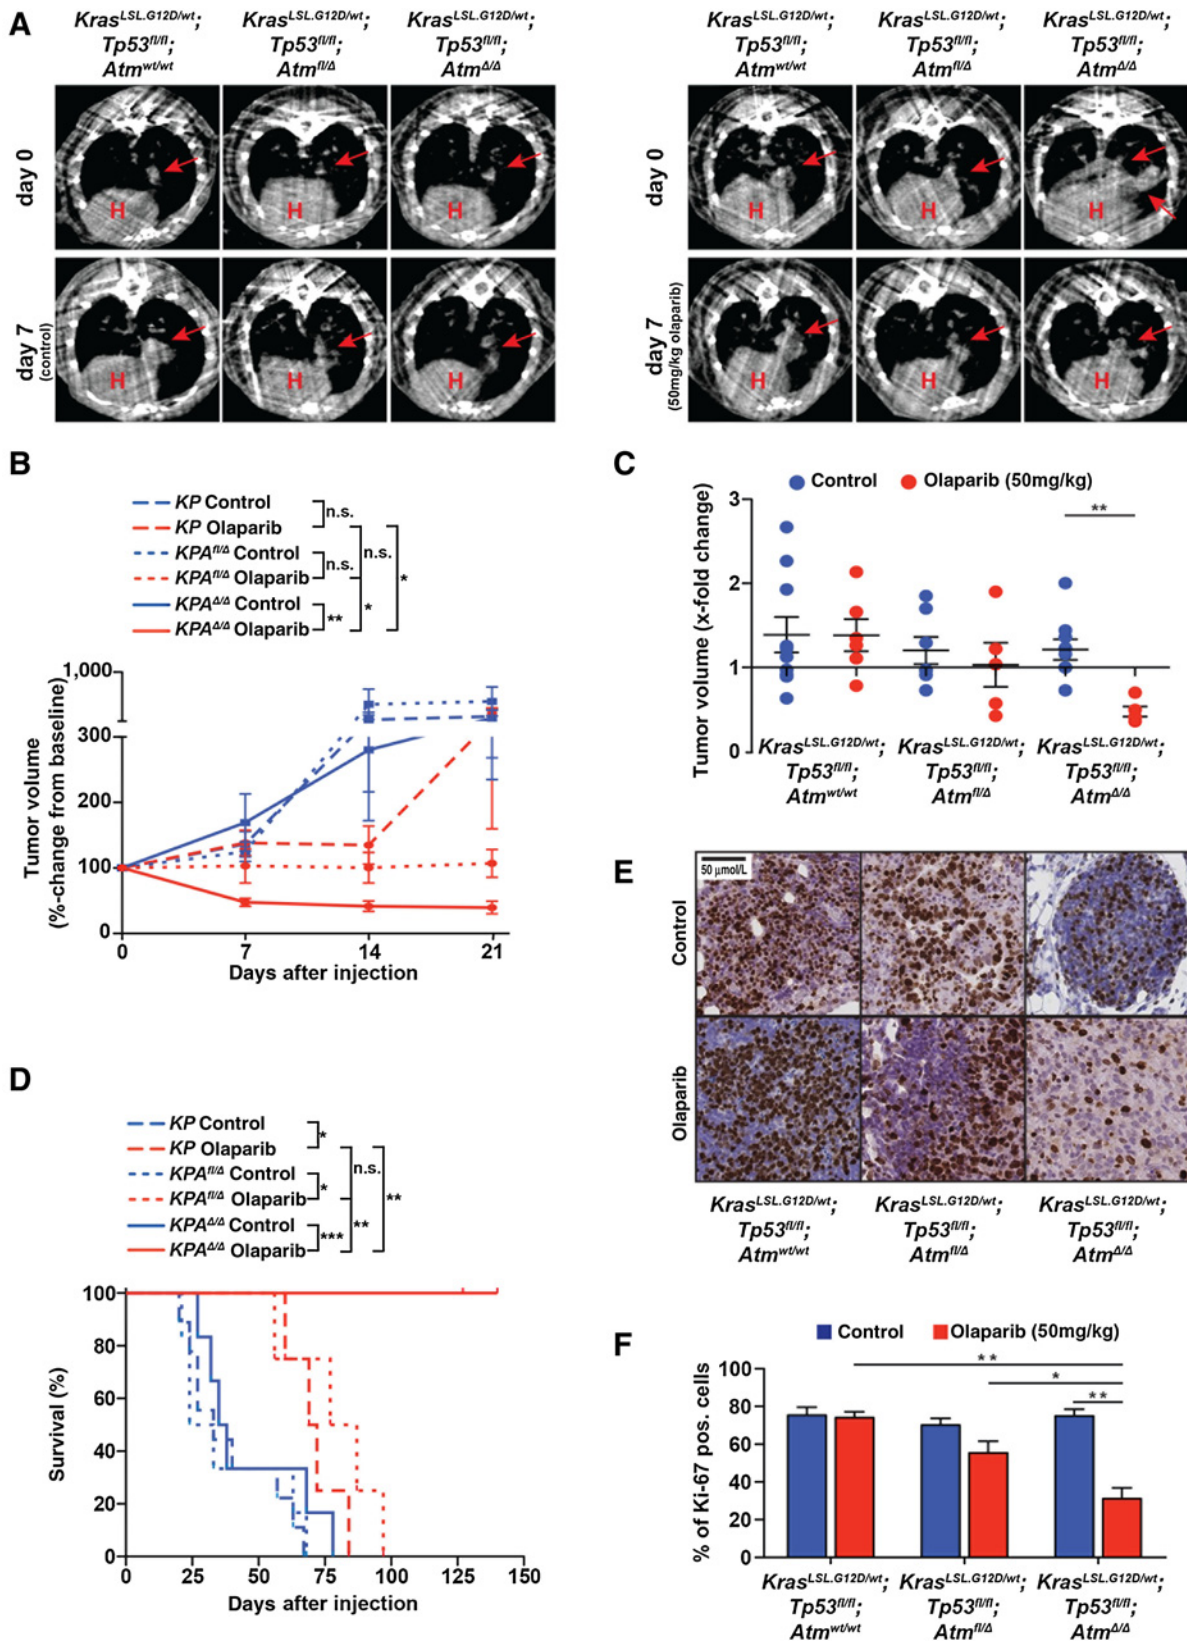 A
Kras^LSL.G12D/wt; Kras^LSL.G12D/wt; Kras^LSL.G12D/wt;
Tp53^fl/fl; Tp53^fl/fl; Tp53^fl/fl;
Atm^wt/wt Atm^fl/Δ Atm^Δ/Δ
Kras^LSL.G12D/wt; Kras^LSL.G12D/wt; Kras^LSL.G12D/wt;
Tp53^fl/fl; Tp53^fl/fl; Tp53^fl/fl;
Atm^wt/wt Atm^fl/Δ Atm^Δ/Δ
day 0
H H H
day 0
H H H
day 7
(control)
H H H
day 7
(50mg/kg olaparib)
H H H
B
KP Control
KP Olaparib
KPA^fl/Δ Control
KPA^fl/Δ Olaparib
KPA^Δ/Δ Control
KPA^Δ/Δ Olaparib
n.s.
n.s.
**
n.s.
*
*
Tumor volume
(%-change from baseline)
1,000
300
200
100
0
0 7 14 21
Days after injection
C
Control Olaparib (50mg/kg)
Tumor volume (x-fold change)
3
2
1
0
**
Kras^LSL.G12D/wt; Kras^LSL.G12D/wt; Kras^LSL.G12D/wt;
Tp53^fl/fl; Tp53^fl/fl; Tp53^fl/fl;
Atm^wt/wt Atm^fl/Δ Atm^Δ/Δ
D
KP Control
KP Olaparib
KPA^fl/Δ Control
KPA^fl/Δ Olaparib
KPA^Δ/Δ Control
KPA^Δ/Δ Olaparib
*
*
***
n.s.
**
**
Survival (%)
100
80
60
40
20
0
0 25 50 75 100 125 150
Days after injection
E
50 µmol/L
Control
Olaparib
Kras^LSL.G12D/wt; Kras^LSL.G12D/wt; Kras^LSL.G12D/wt;
Tp53^fl/fl; Tp53^fl/fl; Tp53^fl/fl;
Atm^wt/wt Atm^fl/Δ Atm^Δ/Δ
F
Control Olaparib (50mg/kg)
% of Ki-67 pos. cells
100
80
60
40
20
0
**
*
**
Kras^LSL.G12D/wt; Kras^LSL.G12D/wt; Kras^LSL.G12D/wt;
Tp53^fl/fl; Tp53^fl/fl; Tp53^fl/fl;
Atm^wt/wt Atm^fl/Δ Atm^Δ/Δ